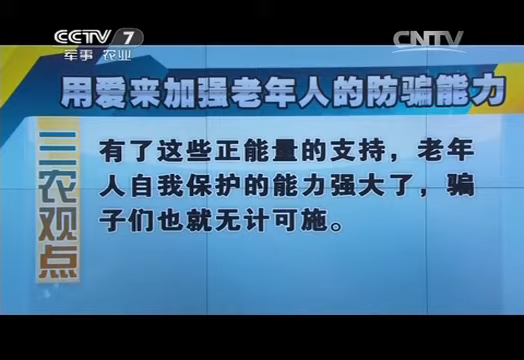 CCTV 7
军事 农业
CNTV
用爱来加强老年人的防骗能力
三农观点
有了这些正能量的支持，老年
人自我保护的能力强大了，骗
子们也就无计可施。